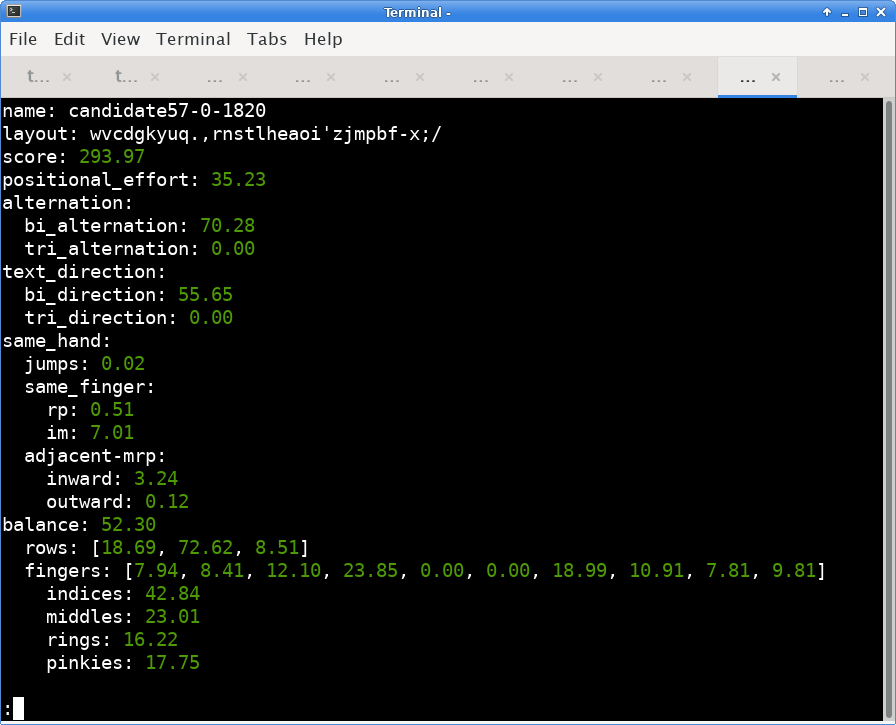 Terminal -
File Edit View Terminal Tabs Help
t... t... ... ... ... ... ... ... ... ...
name: candidate57-0-1820
layout: wvcdgkyuq.,rnstlheaoi'zjmpbf-x;/
score: 293.97
positional_effort: 35.23
alternation:
bi_alternation: 70.28
tri_alternation: 0.00
text_direction:
bi_direction: 55.65
tri_direction: 0.00
same_hand:
jumps: 0.02
same_finger:
rp: 0.51
im: 7.01
adjacent-mrp:
inward: 3.24
outward: 0.12
balance: 52.30
rows: [18.69, 72.62, 8.51]
fingers: [7.94, 8.41, 12.10, 23.85, 0.00, 0.00, 18.99, 10.91, 7.81, 9.81]
indices: 42.84
middles: 23.01
rings: 16.22
pinkies: 17.75
: